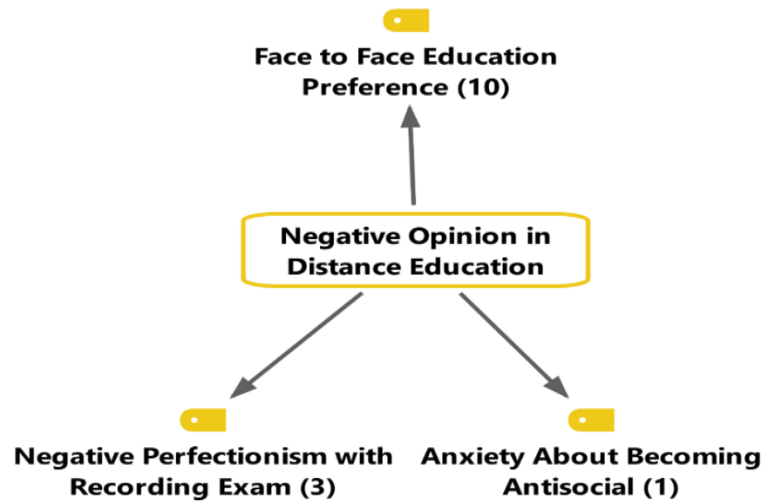 Face to Face Education
Preference (10)
Negative Opinion in
Distance Education
Negative Perfectionism with
Recording Exam (3)
Anxiety About Becoming
Antisocial (1)